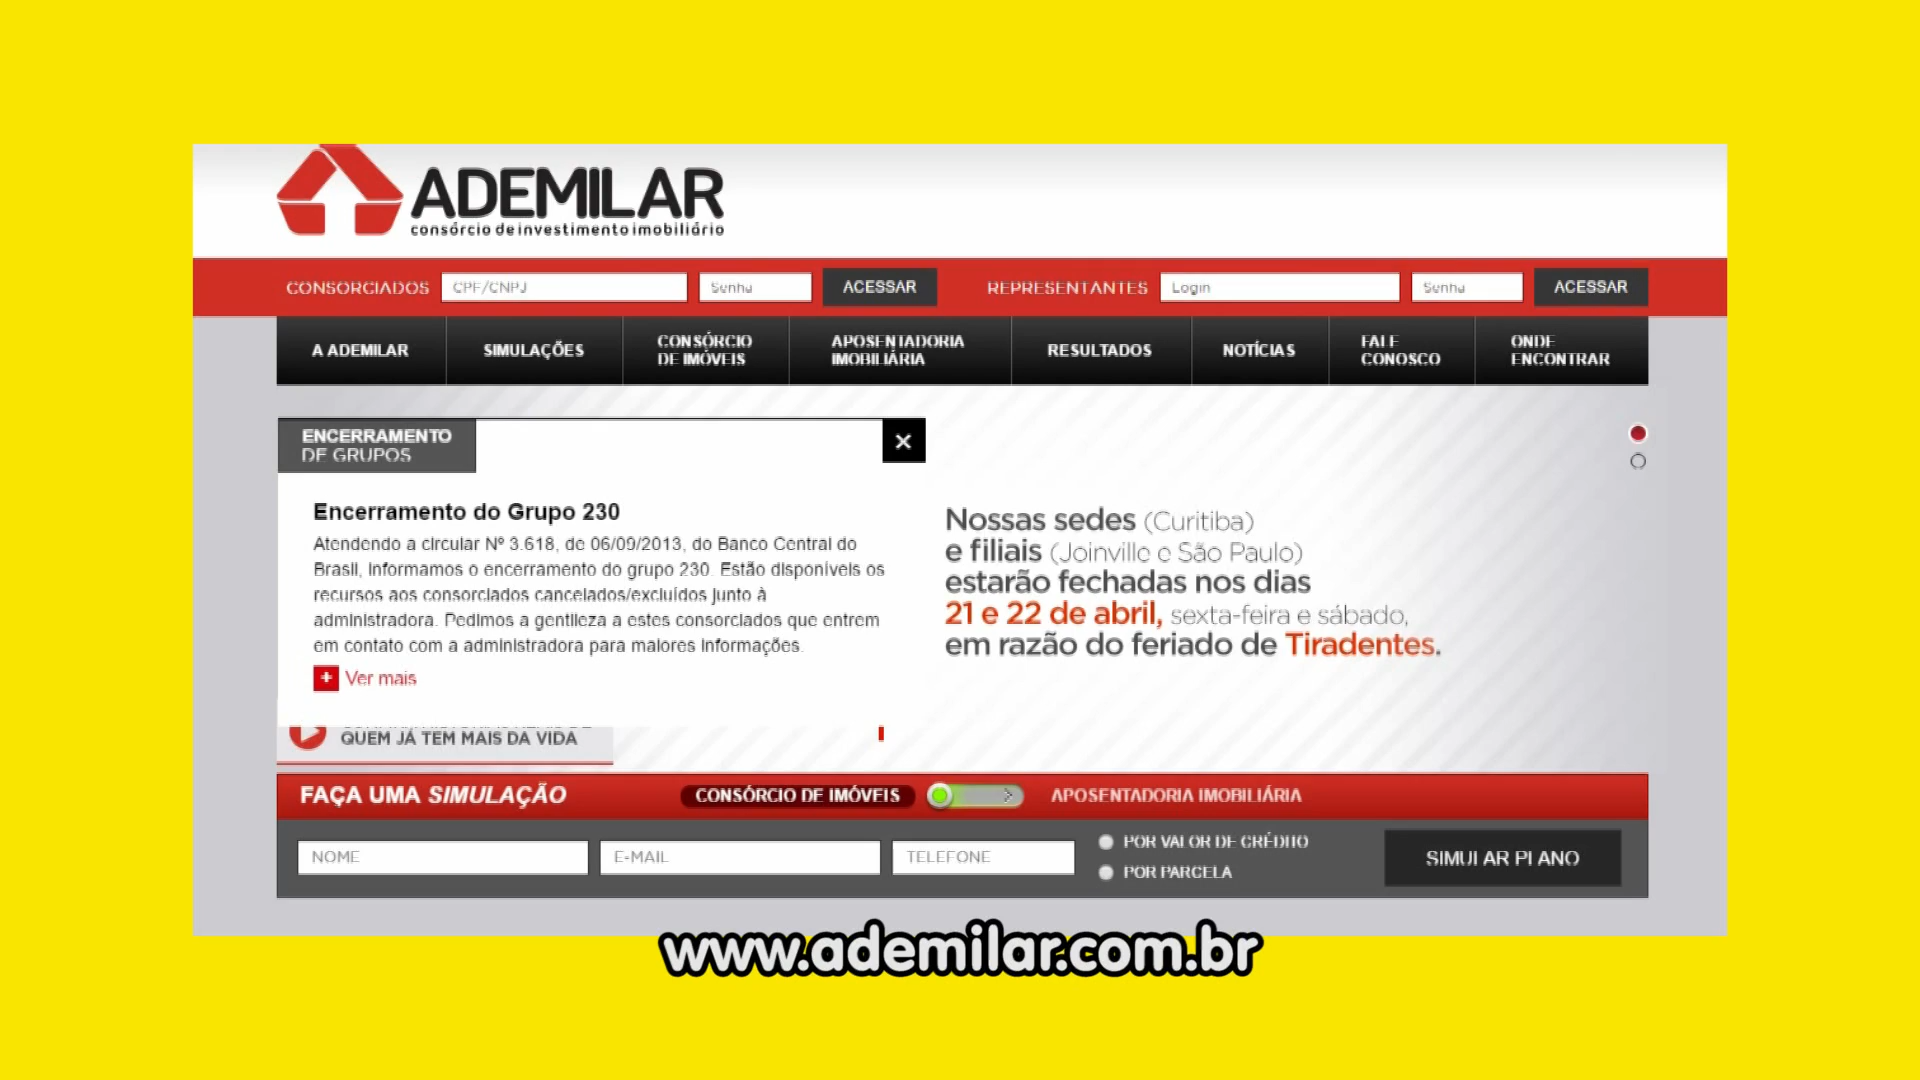 ADEMILAR
consórcio de investimento imobiliário
CONSORCIADOS CPF/CNPJ Senha ACESSAR REPRESENTANTES Login Senha ACESSAR
A ADEMILAR
SIMULAÇÕES
CONSÓRCIO
DE IMÓVEIS
APOSENTADORIA
IMOBILIÁRIA
RESULTADOS
NOTÍCIAS
FALE
CONOSCO
ONDE
ENCONTRAR
ENCERRAMENTO
DE GRUPOS
Encerramento do Grupo 230
Atendendo a circular Nº 3.618, de 06/09/2013, do Banco Central do
Brasil, informamos o encerramento do grupo 230. Estão disponíveis os
recursos aos consorciados cancelados/excluídos junto à
administradora. Pedimos a gentileza a estes consorciados que entrem
em contato com a administradora para maiores informações.
Ver mais
Nossas sedes (Curitiba)
e filiais (Joinville e São Paulo)
estarão fechadas nos dias
21 e 22 de abril, sexta-feira e sábado,
em razão do feriado de Tiradentes.
QUEM JÁ TEM MAIS DA VIDA
FAÇA UMA SIMULAÇÃO CONSÓRCIO DE IMÓVEIS APOSENTADORIA IMOBILIÁRIA
NOME E-MAIL TELEFONE
POR VALOR DE CRÉDITO
POR PARCELA
SIMULAR PLANO
www.ademilar.com.br